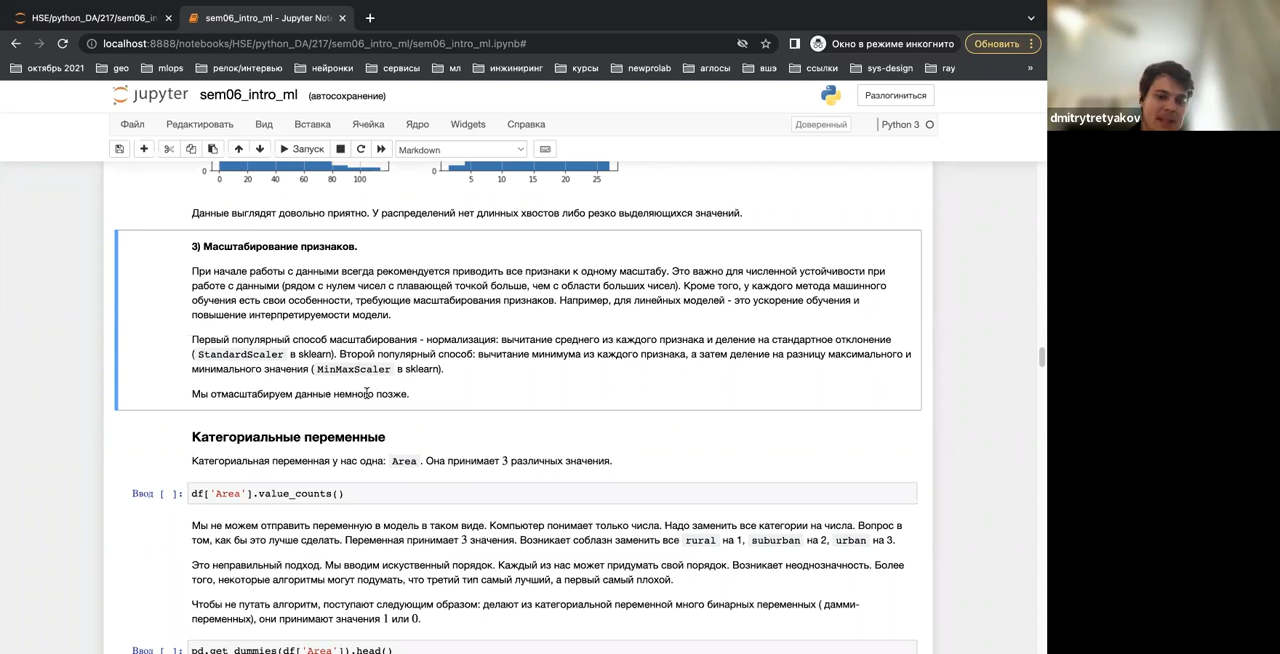 HSE/python_DA/217/sem06_in
sem06_intro_ml - Jupyter Not
localhost:8888/notebooks/HSE/python_DA/217/sem06_intro_ml/sem06_intro_ml.ipynb#
Окно в режиме инкогнито
Обновить
октябрь 2021
geo
mlops
релок/интервью
нейронки
сервисы
мл
инжиниринг
курсы
newprolab
аглосы
вшэ
ссылки
sys-design
ray
»
jupyter sem06_intro_ml (автосохранение)
Разлогиниться
Файл Редактировать Вид Вставка Ячейка Ядро Widgets Справка
Доверенный
Python 3
Запуск
Markdown
0
0 20 40 60 80 100
0
5 10 15 20 25
Данные выглядят довольно приятно. У распределений нет длинных хвостов либо резко выделяющихся значений.
3) Масштабирование признаков.
При начале работы с данными всегда рекомендуется приводить все признаки к одному масштабу. Это важно для численной устойчивости при
работе с данными (рядом с нулем чисел с плавающей точкой больше, чем с области больших чисел). Кроме того, у каждого метода машинного
обучения есть свои особенности, требующие масштабирования признаков. Например, для линейных моделей - это ускорение обучения и
повышение интерпретируемости модели.
Первый популярный способ масштабирования - нормализация: вычитание среднего из каждого признака и деление на стандартное отклонение
( StandardScaler в sklearn). Второй популярный способ: вычитание минимума из каждого признака, а затем деление на разницу максимального и
минимального значения ( MinMaxScaler в sklearn).
Мы отмасштабируем данные немного позже.
Категориальные переменные
Категориальная переменная у нас одна: Area . Она принимает 3 различных значения.
Ввод [ ]: df['Area'].value_counts()
Мы не можем отправить переменную в модель в таком виде. Компьютер понимает только числа. Надо заменить все категории на числа. Вопрос в
том, как бы это лучше сделать. Переменная принимает 3 значения. Возникает соблазн заменить все rural на 1, suburban на 2, urban на 3.
Это неправильный подход. Мы вводим искуственный порядок. Каждый из нас может придумать свой порядок. Возникает неоднозначность. Более
того, некоторые алгоритмы могут подумать, что третий тип самый лучший, а первый самый плохой.
Чтобы не путать алгоритм, поступают следующим образом: делают из категориальной переменной много бинарных переменных ( дамми-
переменных), они принимают значения 1 или 0.
Ввод [ ]: pd.get_dummies(df['Area']).head()
dmitrytretyakov